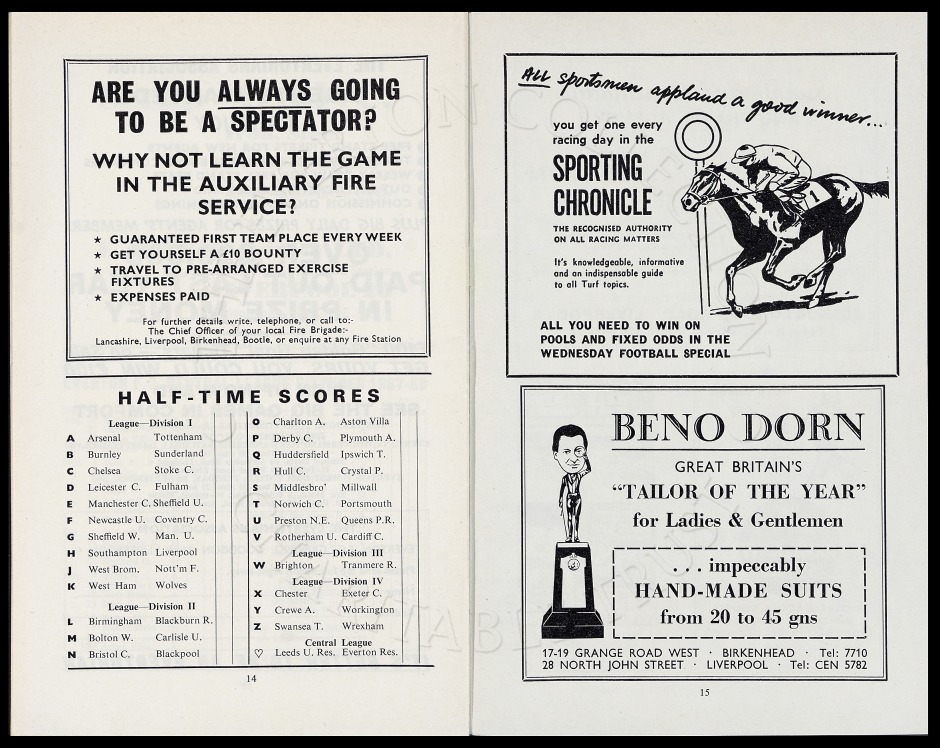 ARE YOU ALWAYS GOING
TO BE A SPECTATOR?
WHY NOT LEARN THE GAME
IN THE AUXILIARY FIRE
SERVICE?
★ GUARANTEED FIRST TEAM PLACE EVERY WEEK
★ GET YOURSELF A £10 BOUNTY
★ TRAVEL TO PRE-ARRANGED EXERCISE
FIXTURES
★ EXPENSES PAID
For further details write, telephone, or call to:-
The Chief Officer of your local Fire Brigade:-
Lancashire, Liverpool, Birkenhead, Bootle, or enquire at any Fire Station
HALF-TIME SCORES
League—Division I
A Arsenal Tottenham
B Burnley Sunderland
C Chelsea Stoke C.
D Leicester C. Fulham
E Manchester C. Sheffield U.
F Newcastle U. Coventry C.
G Sheffield W. Man. U.
H Southampton Liverpool
J West Brom. Nott'm F.
K West Ham Wolves
League—Division II
L Birmingham Blackburn R.
M Bolton W. Carlisle U.
N Bristol C. Blackpool
O Charlton A. Aston Villa
P Derby C. Plymouth A.
Q Huddersfield Ipswich T.
R Hull C. Crystal P.
S Middlesbro' Millwall
T Norwich C. Portsmouth
U Preston N.E. Queens P.R.
V Rotherham U. Cardiff C.
League—Division III
W Brighton Tranmere R.
League—Division IV
X Chester Exeter C.
Y Crewe A. Workington
Z Swansea T. Wrexham
Central League
♡ Leeds U. Res. Everton Res.
14
ALL sportsmen applaud a good winner...
you get one every
racing day in the
SPORTING
CHRONICLE
THE RECOGNISED AUTHORITY
ON ALL RACING MATTERS
It's knowledgeable, informative
and an indispensable guide
to all Turf topics.
1
ALL YOU NEED TO WIN ON
POOLS AND FIXED ODDS IN THE
WEDNESDAY FOOTBALL SPECIAL
BENO DORN
GREAT BRITAIN'S
"TAILOR OF THE YEAR"
for Ladies & Gentlemen
. . . impeccably
HAND-MADE SUITS
from 20 to 45 gns
17-19 GRANGE ROAD WEST · BIRKENHEAD · Tel: 7710
28 NORTH JOHN STREET · LIVERPOOL · Tel: CEN 5782
15